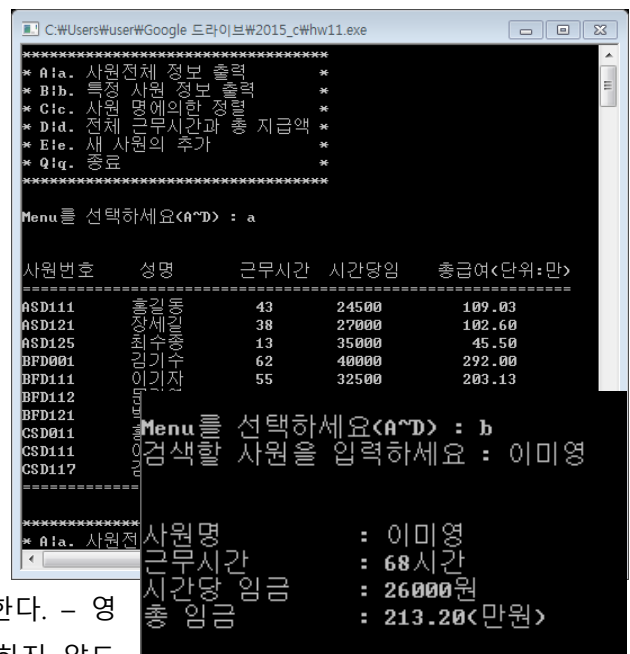 C:₩Users₩user₩Google 드라이브₩2015_c₩hw11.exe
**********************************
* A|a. 사원전체 정보 출력 *
* B|b. 특정 사원 정보 출력 *
* C|c. 사원 명에의한 정렬 *
* D|d. 전체 근무시간과 총 지급액 *
* E|e. 새 사원의 추가 *
* Q|q. 종료 *
**********************************
Menu를 선택하세요(A~D) : a
사원번호 성명 근무시간 시간당임 총급여(단위:만)
=============================================================
ASD111 홍길동 43 24500 109.03
ASD121 장세길 38 27000 102.60
ASD125 최수종 13 35000 45.50
BFD001 김기수 62 40000 292.00
BFD111 이기자 55 32500 203.13
BFD112
BFD121
CSD011
CSD111
CSD117
=============
*************
* A|a. 사원전
Menu를 선택하세요(A~D) : b
검색할 사원을 입력하세요 : 이미영
사원명 : 이미영
근무시간 : 68시간
시간당 임금 : 26000원
총 임금 : 213.20(만원)
한다. – 영
하지 않도